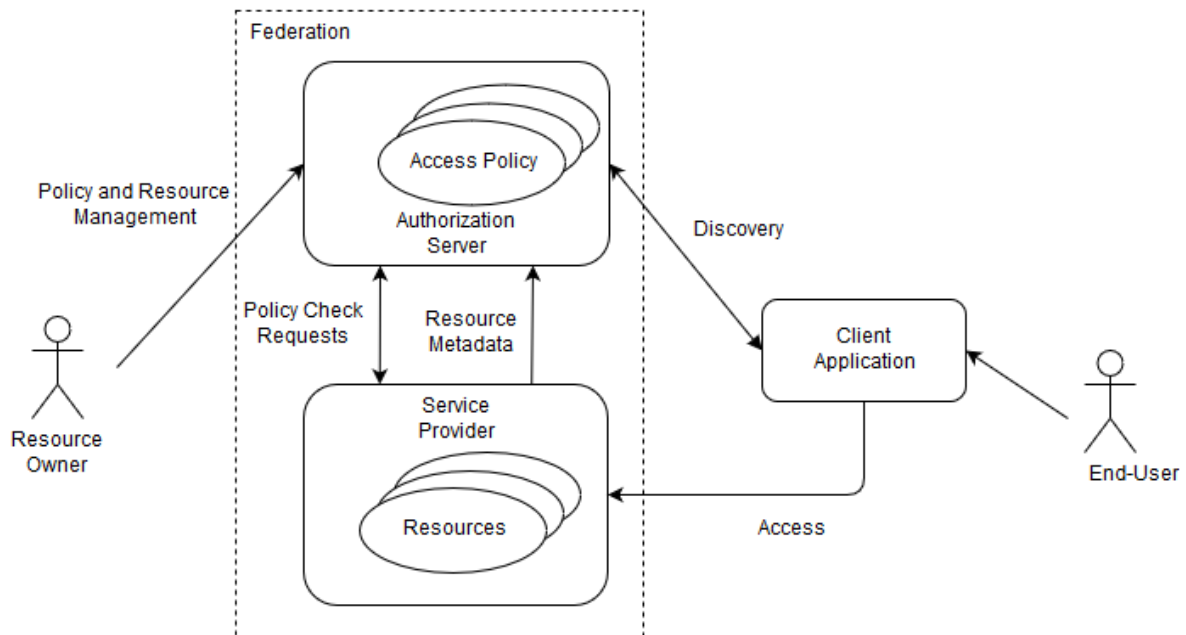 Federation
Access Policy
Authorization
Server
Policy and Resource
Management
Discovery
Policy Check
Requests
Resource
Metadata
Client
Application
Resource
Owner
Service
Provider
End-User
Resources
Access